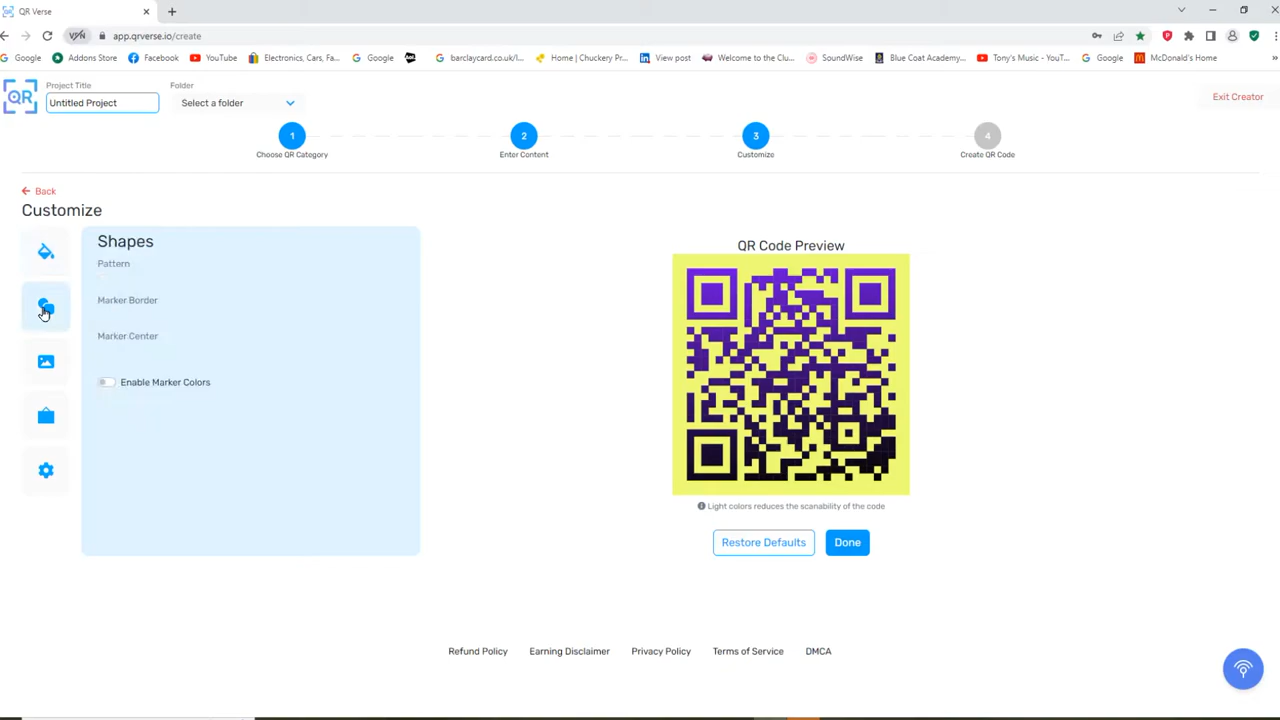 QR Verse
VPN app.qrverse.io/create
Google Addons Store Facebook YouTube Electronics, Cars, Fa... Google AOL barclaycard.co.uk/l... Home | Chuckery Pr... View post Welcome to the Clu... SoundWise Blue Coat Academy... Tony's Music - YouT... Google McDonald's Home »
Project Title Folder
QR Untitled Project Select a folder Exit Creator
1 2 3 4
Choose QR Category Enter Content Customize Create QR Code
Back
Customize
Shapes
Pattern
Marker Border
Marker Center
Enable Marker Colors
QR Code Preview
Light colors reduces the scanability of the code
Restore Defaults Done
Refund Policy Earning Disclaimer Privacy Policy Terms of Service DMCA